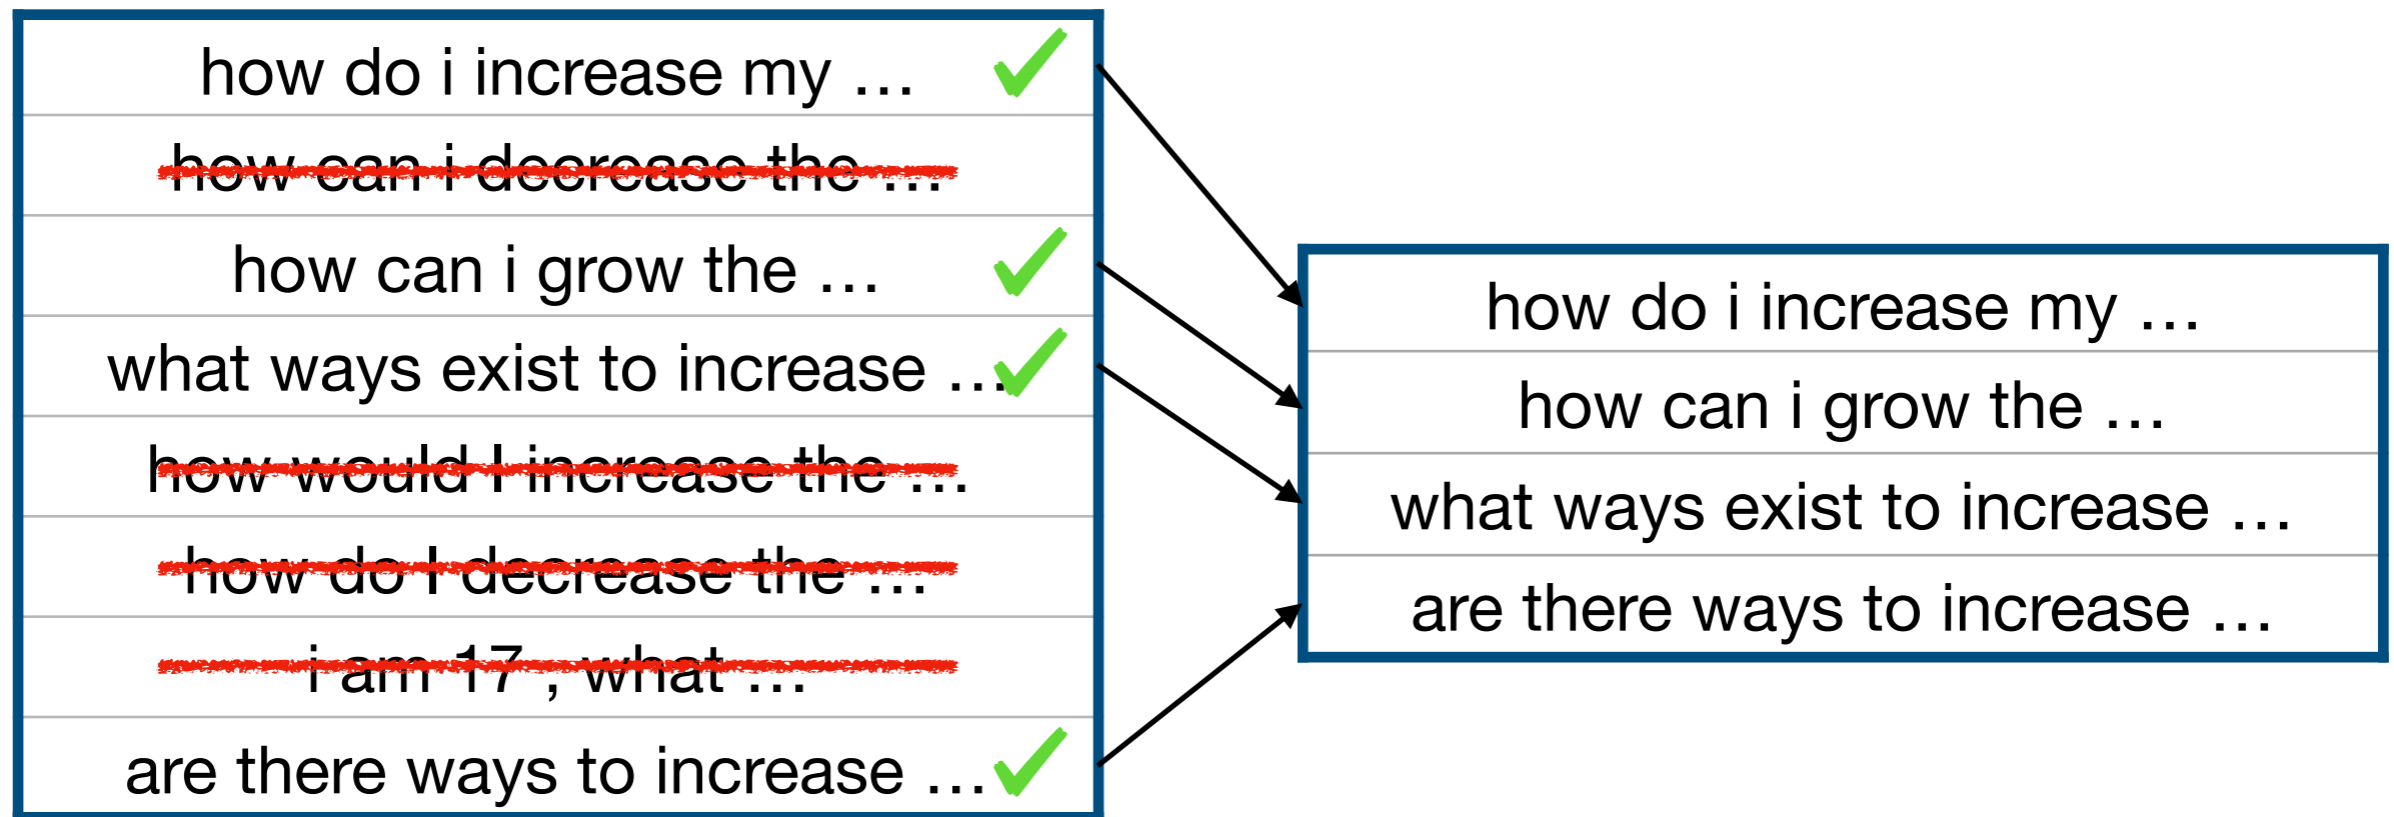 how do i increase my …
how can i decrease the …
how can i grow the …
what ways exist to increase …
how would I increase the …
how do I decrease the …
i am 17 , what …
are there ways to increase …
how do i increase my …
how can i grow the …
what ways exist to increase …
are there ways to increase …